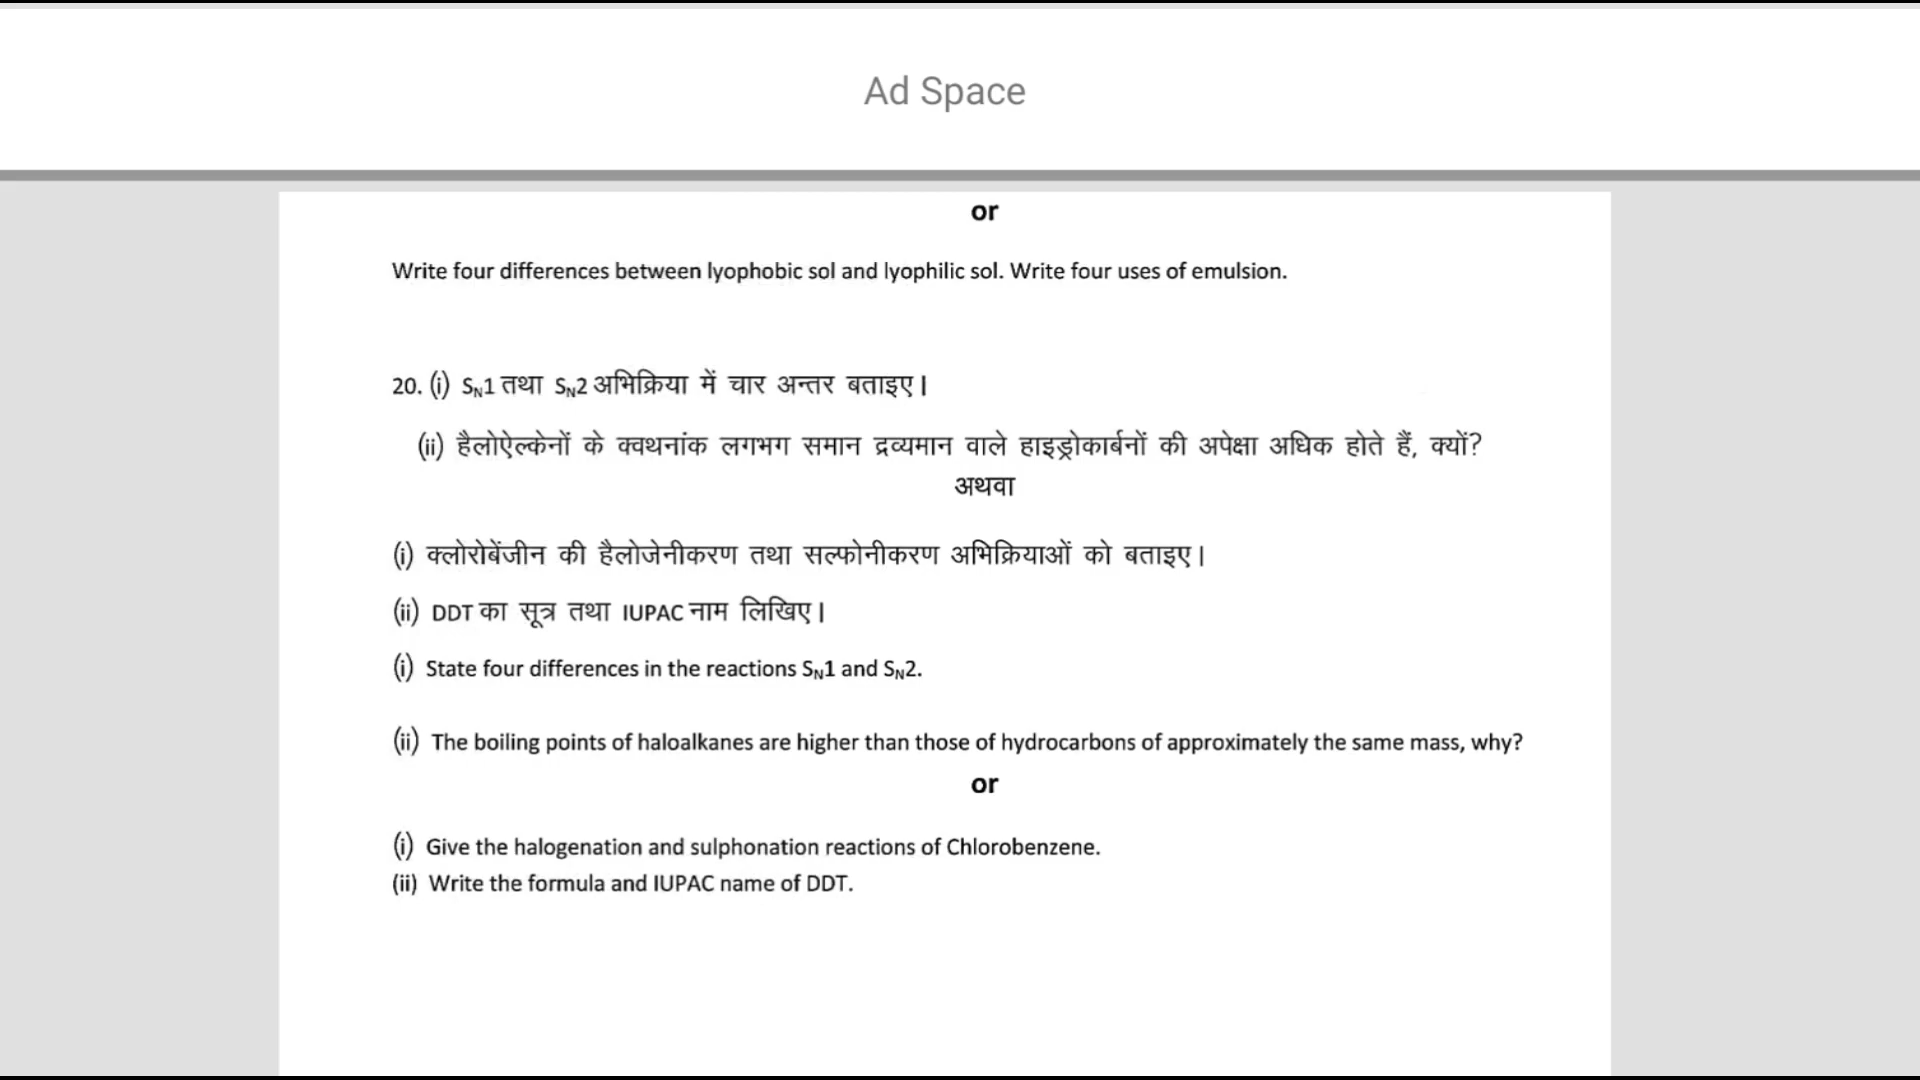 Ad Space
or
Write four differences between lyophobic sol and lyophilic sol. Write four uses of emulsion.
20. (i) SN1 तथा SN2 अभिक्रिया में चार अन्तर बताइए।
(ii) हैलोऐल्केनों के क्वथनांक लगभग समान द्रव्यमान वाले हाइड्रोकार्बनों की अपेक्षा अधिक होते हैं, क्यों?
अथवा
(i) क्लोरोबेंजीन की हैलोजेनीकरण तथा सल्फोनीकरण अभिक्रियाओं को बताइए।
(ii) DDT का सूत्र तथा IUPAC नाम लिखिए।
(i) State four differences in the reactions SN1 and SN2.
(ii) The boiling points of haloalkanes are higher than those of hydrocarbons of approximately the same mass, why?
or
(i) Give the halogenation and sulphonation reactions of Chlorobenzene.
(ii) Write the formula and IUPAC name of DDT.